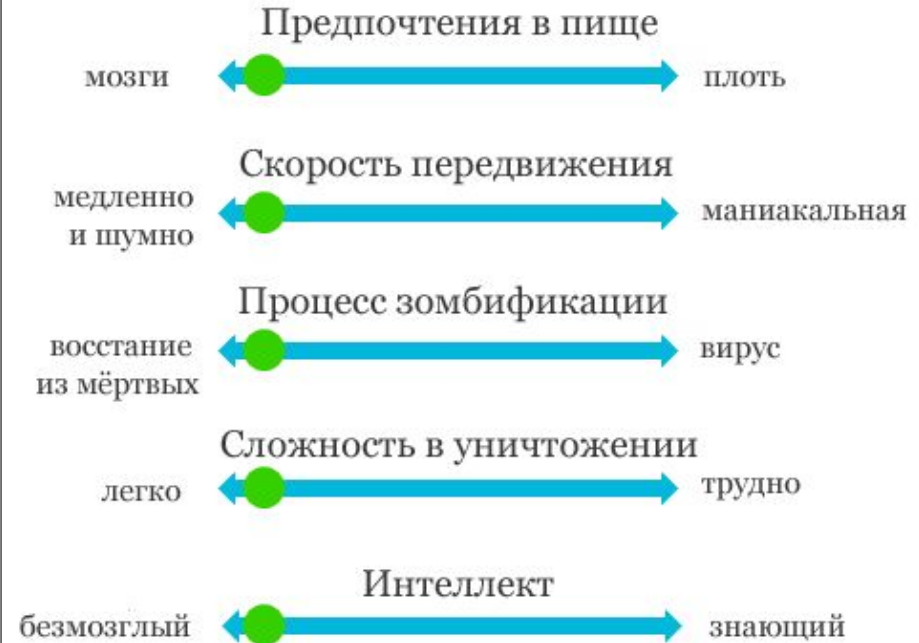 Предпочтения в пище
мозги
плоть
Скорость передвижения
медленно
и шумно
маниакальная
Процесс зомбификации
восстание
из мёртвых
вирус
Сложность в уничтожении
легко
трудно
Интеллект
безмозглый
знающий